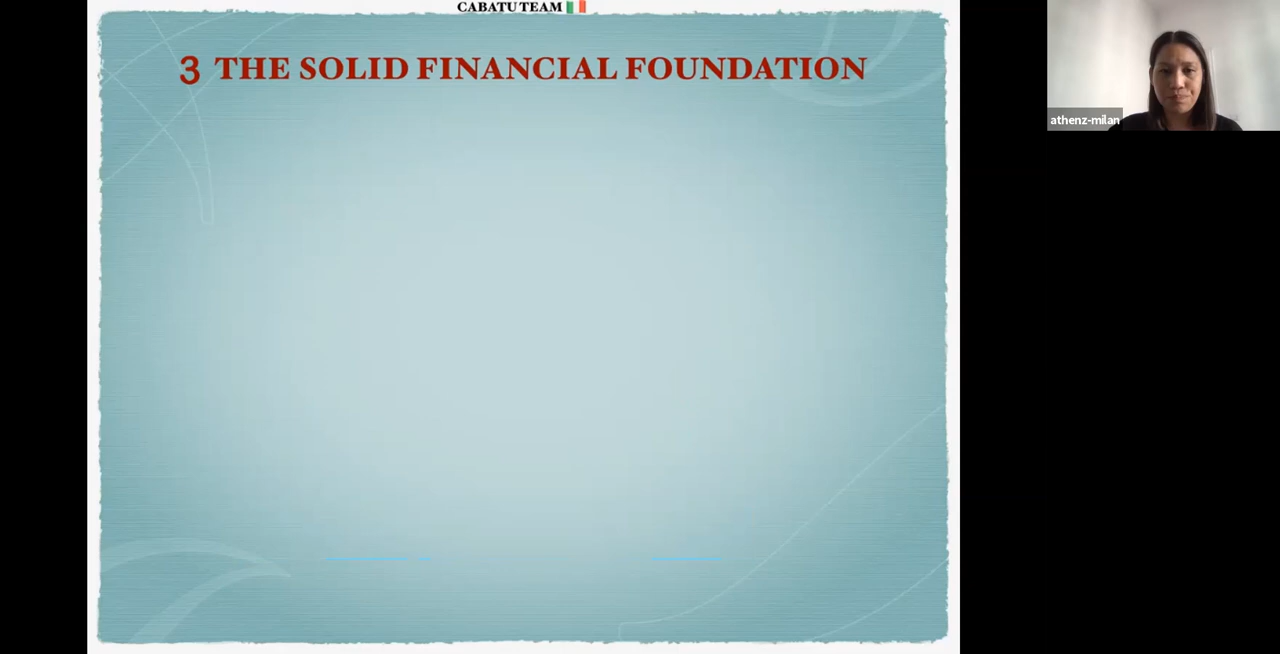 CABATU TEAM 🇮🇪
3 THE SOLID FINANCIAL FOUNDATION
athenz-milan